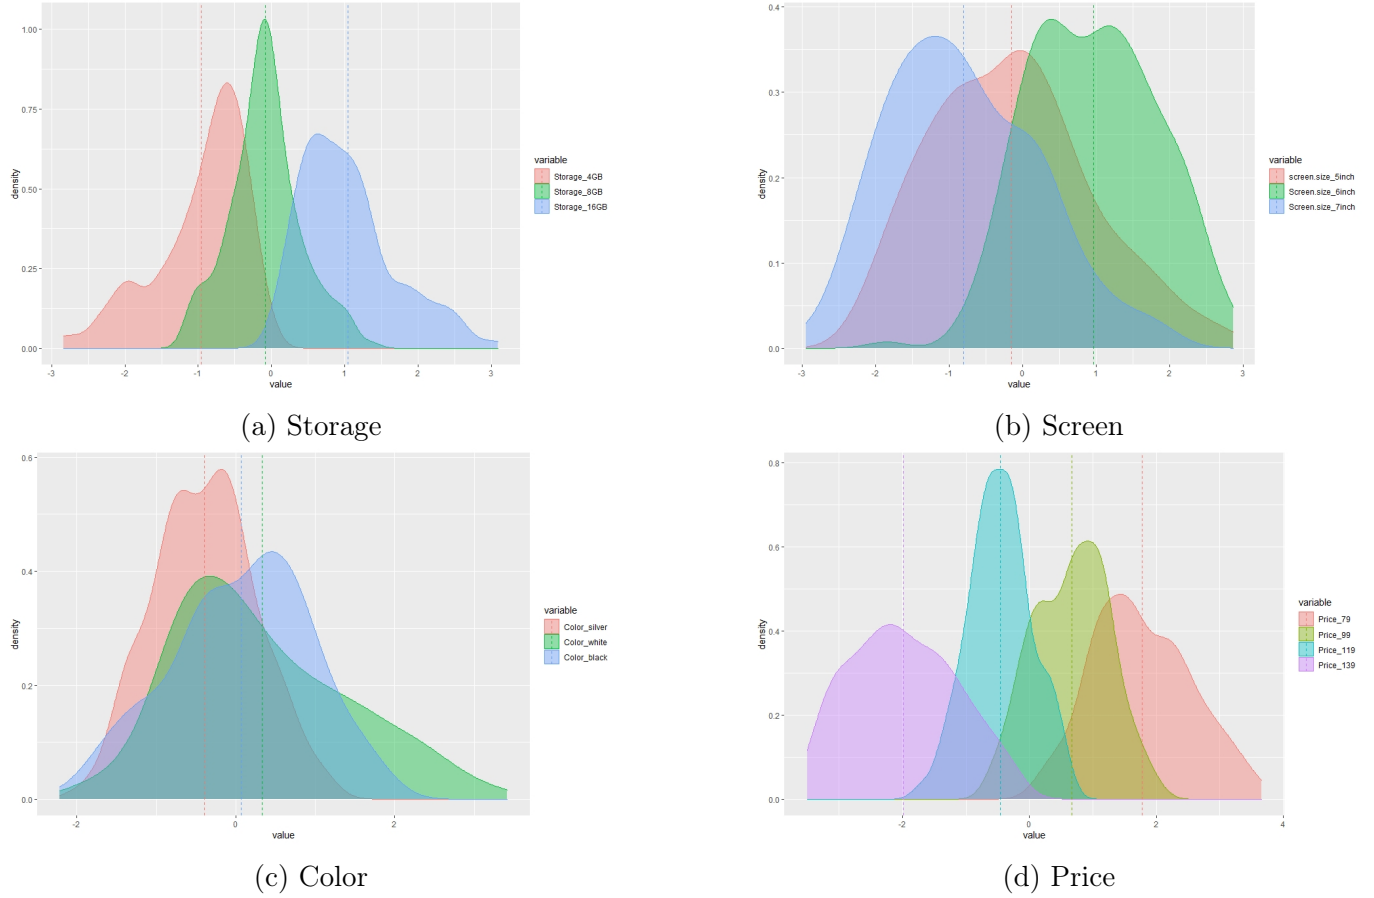 1.00
0.75
0.50
0.25
0.00
density
-3 -2 -1 0 1 2 3
value
variable
Storage_4GB
Storage_8GB
Storage_16GB
(a) Storage
0.4
0.3
0.2
0.1
0.0
density
-3 -2 -1 0 1 2 3
value
variable
screen.size_5inch
Screen.size_6inch
Screen.size_7inch
(b) Screen
0.6
0.4
0.2
0.0
density
-2 0 2
value
variable
Color_silver
Color_white
Color_black
(c) Color
0.8
0.6
0.4
0.2
0.0
density
-2 0 2 4
value
variable
Price_79
Price_99
Price_119
Price_139
(d) Price